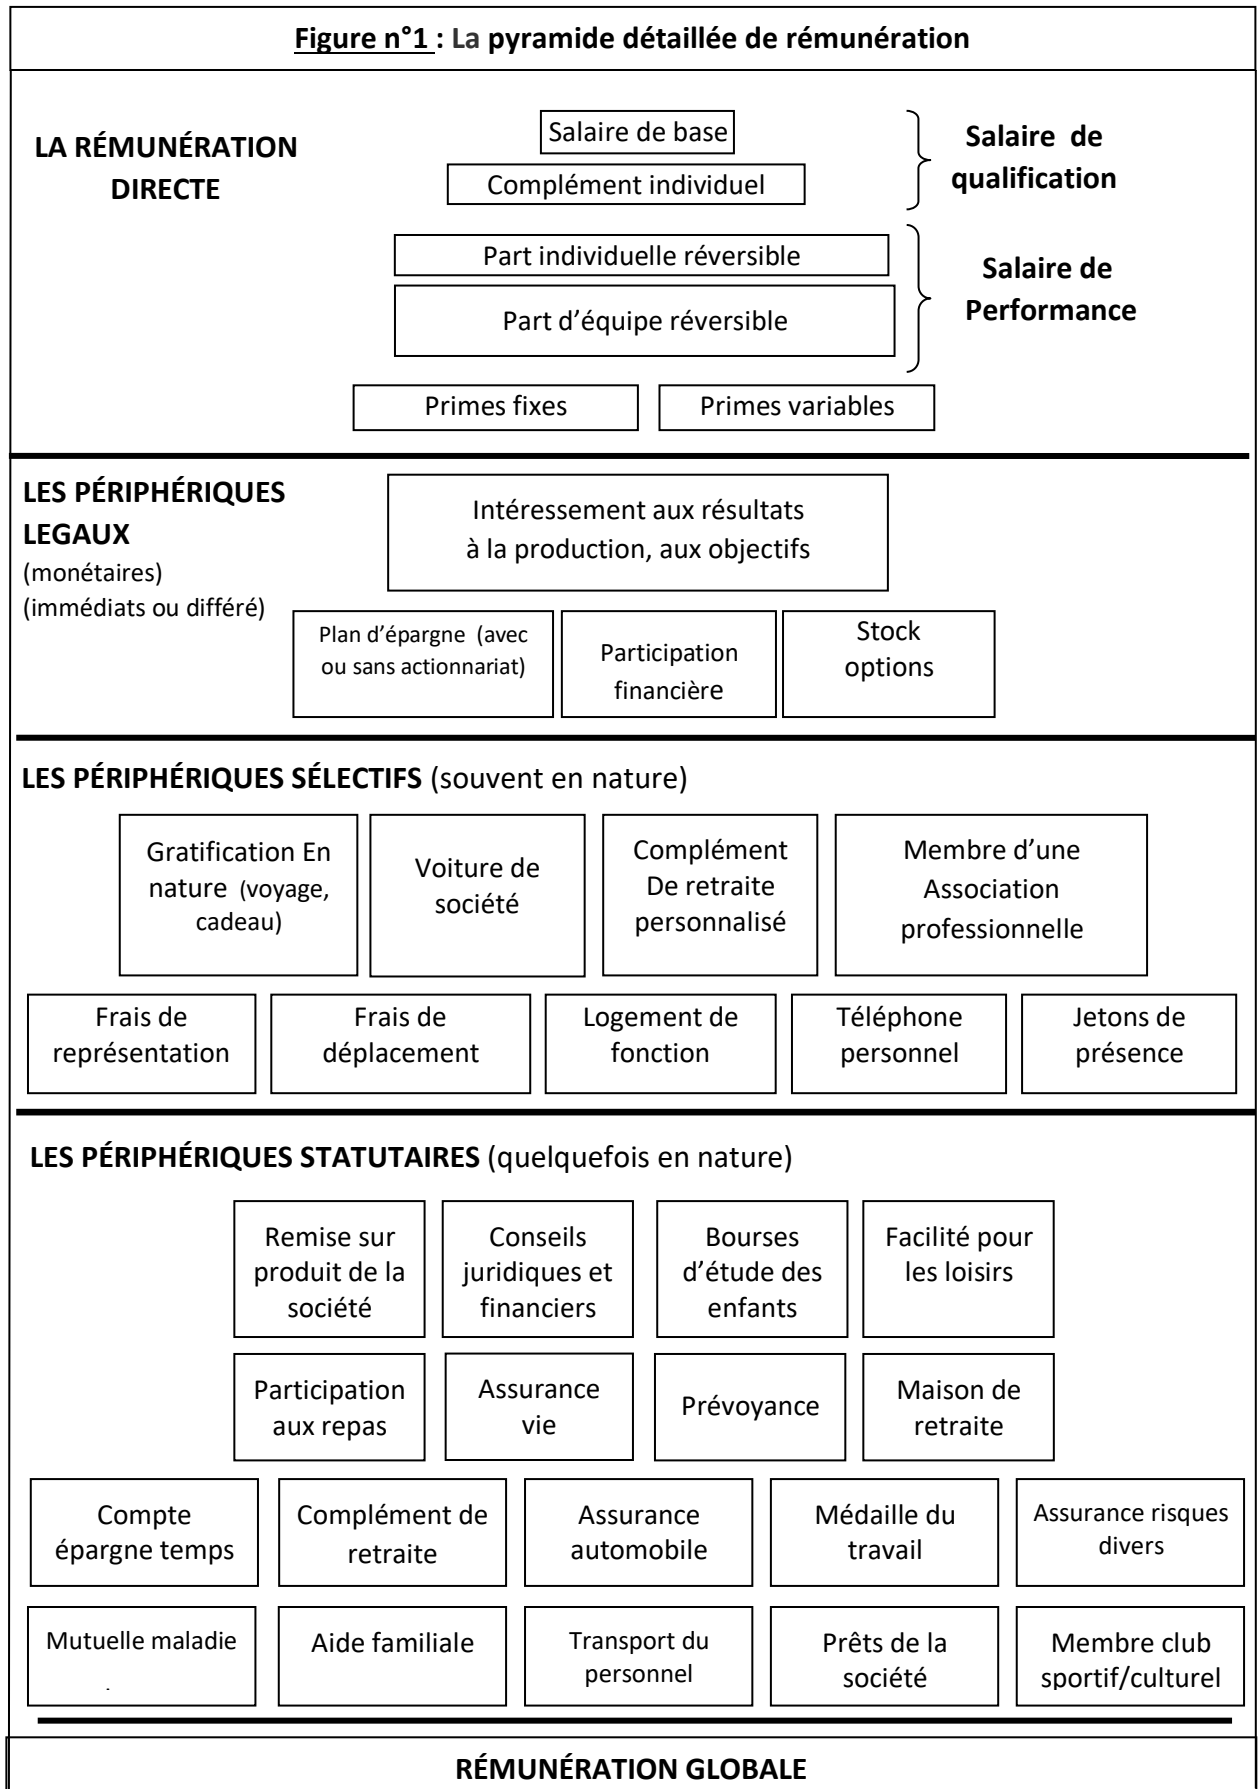 Figure n°1 : La pyramide détaillée de rémunération
LA RÉMUNÉRATION
DIRECTE
Salaire de base
Complément individuel
Salaire de
qualification
Part individuelle réversible
Part d’équipe réversible
Salaire de
Performance
Primes fixes
Primes variables
LES PÉRIPHÉRIQUES
LEGAUX
(monétaires)
(immédiats ou différé)
Intéressement aux résultats
à la production, aux objectifs
Plan d’épargne (avec
ou sans actionnariat)
Participation
financière
Stock
options
LES PÉRIPHÉRIQUES SÉLECTIFS (souvent en nature)
Gratification En
nature (voyage,
cadeau)
Voiture de
société
Complément
De retraite
personnalisé
Membre d’une
Association
professionnelle
Frais de
représentation
Frais de
déplacement
Logement de
fonction
Téléphone
personnel
Jetons de
présence
LES PÉRIPHÉRIQUES STATUTAIRES (quelquefois en nature)
Remise sur
produit de la
société
Conseils
juridiques et
financiers
Bourses
d’étude des
enfants
Facilité pour
les loisirs
Participation
aux repas
Assurance
vie
Prévoyance
Maison de
retraite
Compte
épargne temps
Complément de
retraite
Assurance
automobile
Médaille du
travail
Assurance risques
divers
Mutuelle maladie
Aide familiale
Transport du
personnel
Prêts de la
société
Membre club
sportif/culturel
RÉMUNÉRATION GLOBALE